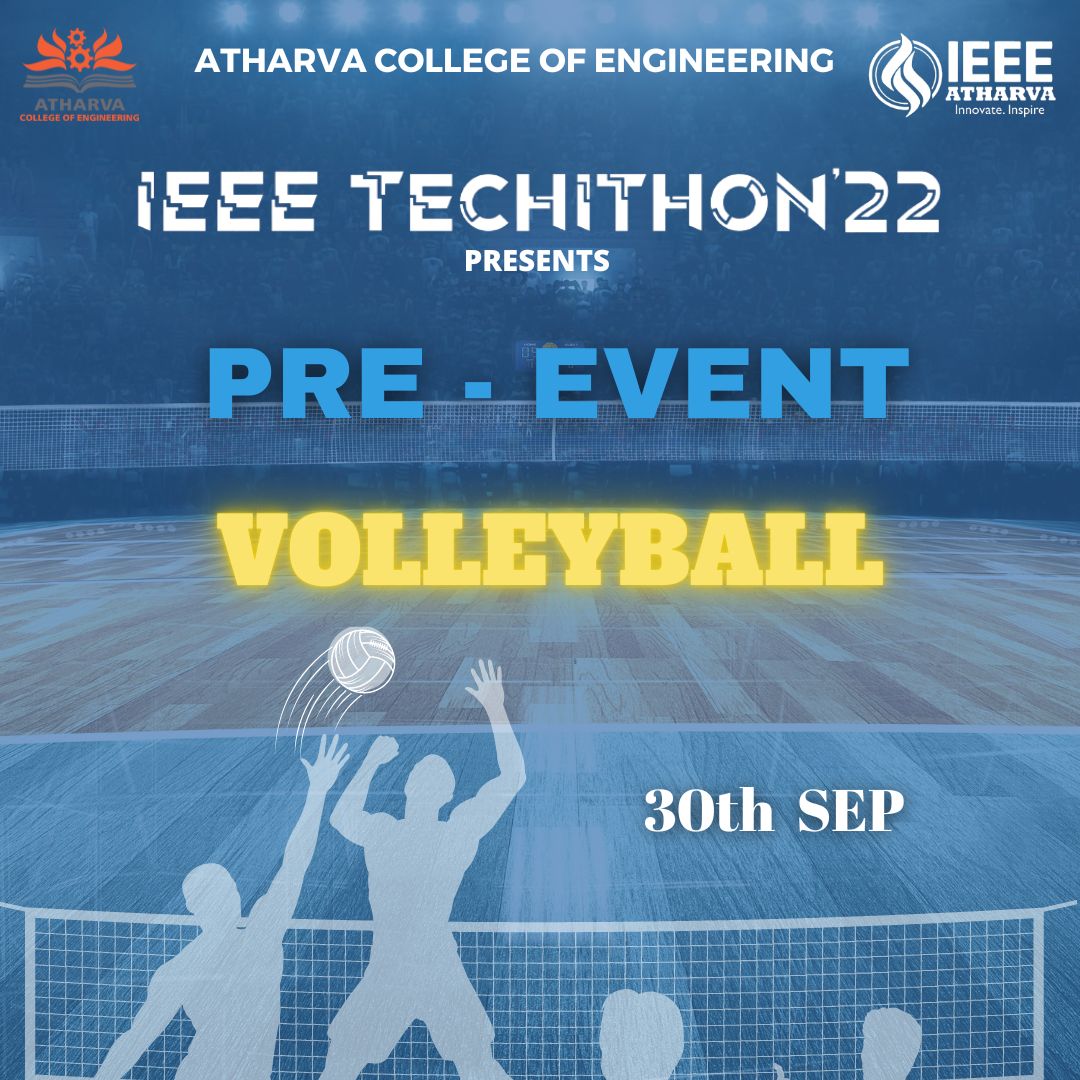 ATHARVA COLLEGE OF ENGINEERING
ATHARVA
COLLEGE OF ENGINEERING
IEEE
ATHARVA
Innovate. Inspire
IEEE TECHITHON'22
PRESENTS
PRE - EVENT
VOLLEYBALL
30th SEP